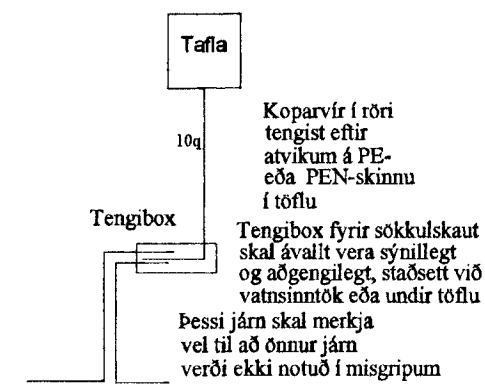 Tafla
Koparvír í röri
tengist eftir
atvikum á PE-
eða PEN-skinnu
í töflu
10q
Tengibox
Tengibox fyrir sökkulskaut
skal ávallt vera sýnillegt
og aðgengilegt, staðsett við
vatnsinntök eða undir töflu
Þessi járn skal merkja
vel til að önnur járn
verði ekki notuð í misgripum